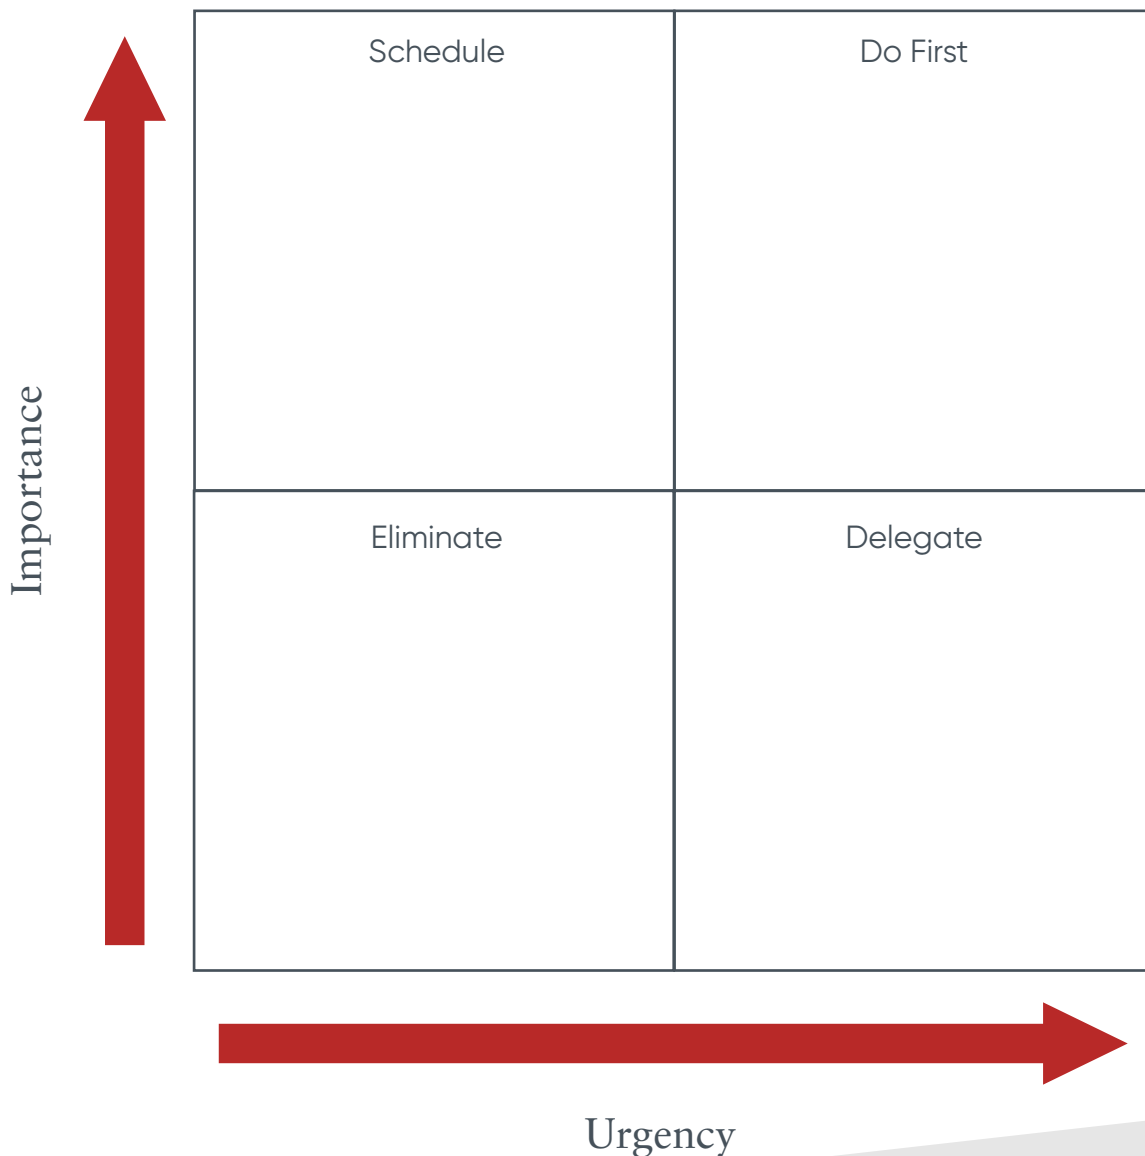 Schedule
Do First
Importance
Eliminate
Delegate
Urgency